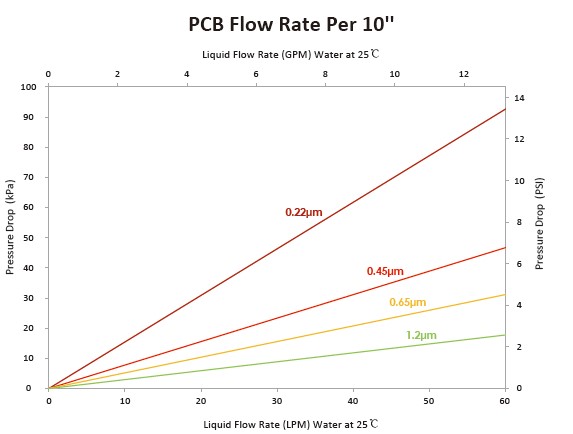 PCB Flow Rate Per 10''
Liquid Flow Rate (GPM) Water at 25℃
0 2 4 6 8 10 12
100
90
80
70
60
50
40
30
20
10
0
Pressure Drop (kPa)
0.22μm
0.45μm
0.65μm
1.2μm
14
12
10
8
6
4
2
0
Pressure Drop (PSI)
0 10 20 30 40 50 60
Liquid Flow Rate (LPM) Water at 25℃